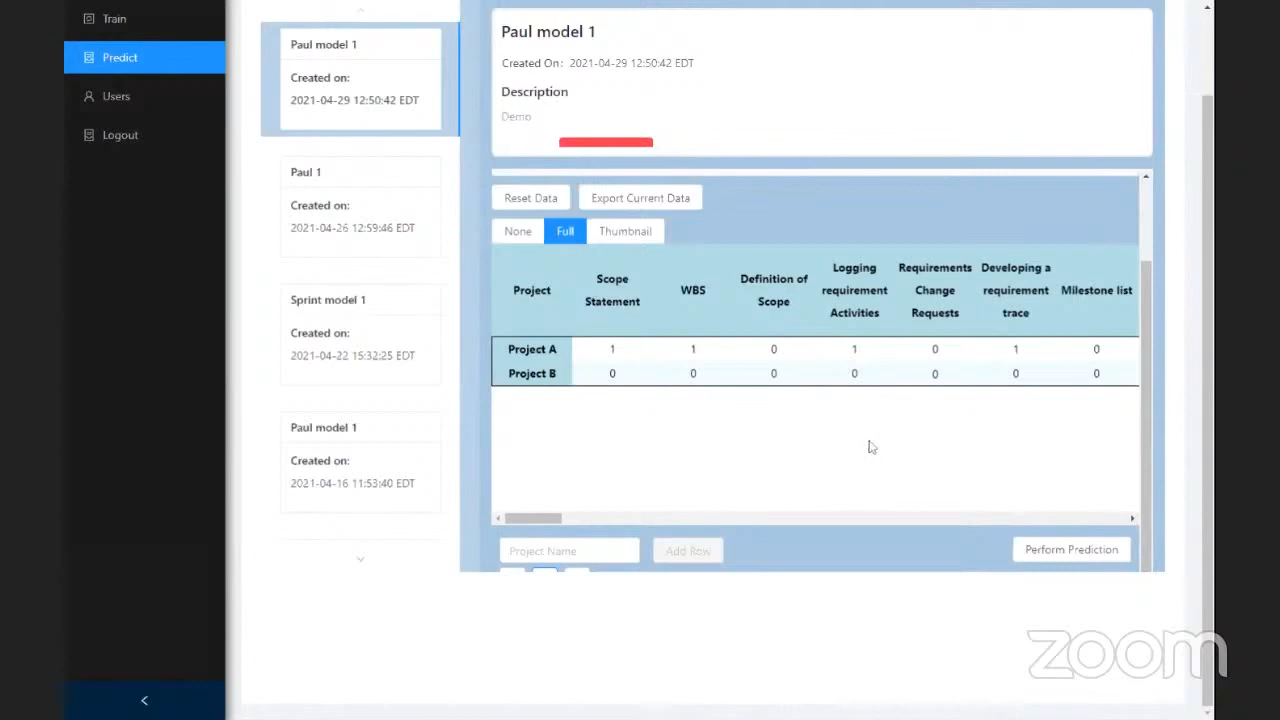 Train
Predict
Users
Logout
Paul model 1
Created on:
2021-04-29 12:50:42 EDT
Paul 1
Created on:
2021-04-26 12:59:46 EDT
Sprint model 1
Created on:
2021-04-22 15:32:25 EDT
Paul model 1
Created on:
2021-04-16 11:53:40 EDT
Paul model 1
Created On: 2021-04-29 12:50:42 EDT
Description
Demo
Reset Data Export Current Data
None Full Thumbnail
Project Scope Statement WBS Definition of Scope Logging requirement Activities Requirements Change Requests Developing a requirement trace Milestone list
Project A 1 1 0 1 0 1 0
Project B 0 0 0 0 0 0 0
Project Name Add Row Perform Prediction
zoom